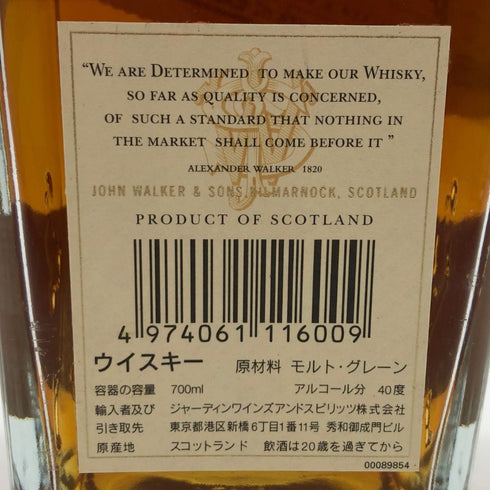 “WE ARE DETERMINED TO MAKE OUR WHISKY,
SO FAR AS QUALITY IS CONCERNED,
OF SUCH A STANDARD THAT NOTHING IN
THE MARKET SHALL COME BEFORE IT”
ALEXANDER WALKER 1820
JOHN WALKER & SONS, KILMARNOCK, SCOTLAND
PRODUCT OF SCOTLAND
4 974061 116009
ウイスキー 原材料 モルト・グレーン
容器の容量 700ml アルコール分 40度
輸入者及び ジャーディンワインズアンドスピリッツ株式会社
引き取先 東京都港区新橋6丁目1番11号 秀和御成門ビル
原産地 スコットランド 飲酒は20歳を過ぎてから
00089854